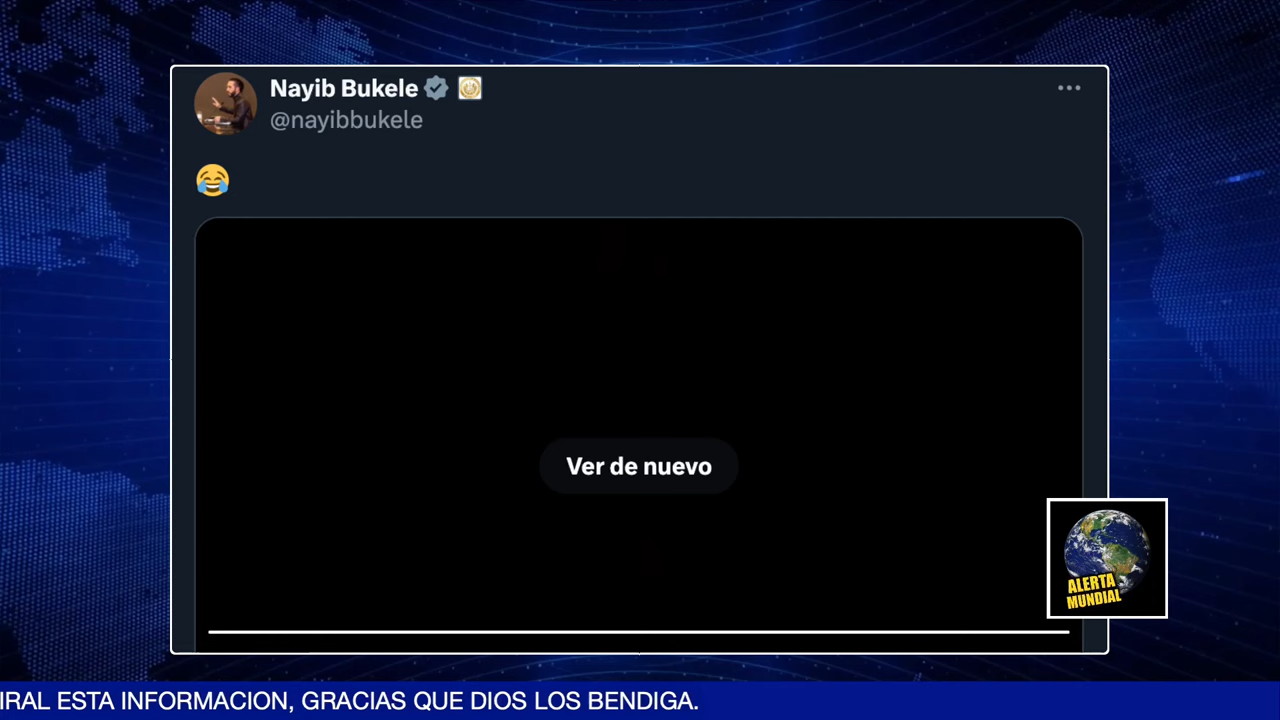 Nayib Bukele
@nayibbukele
😂
Ver de nuevo
ALERTA
MUNDIAL
IRAL ESTA INFORMACION, GRACIAS QUE DIOS LOS BENDIGA.